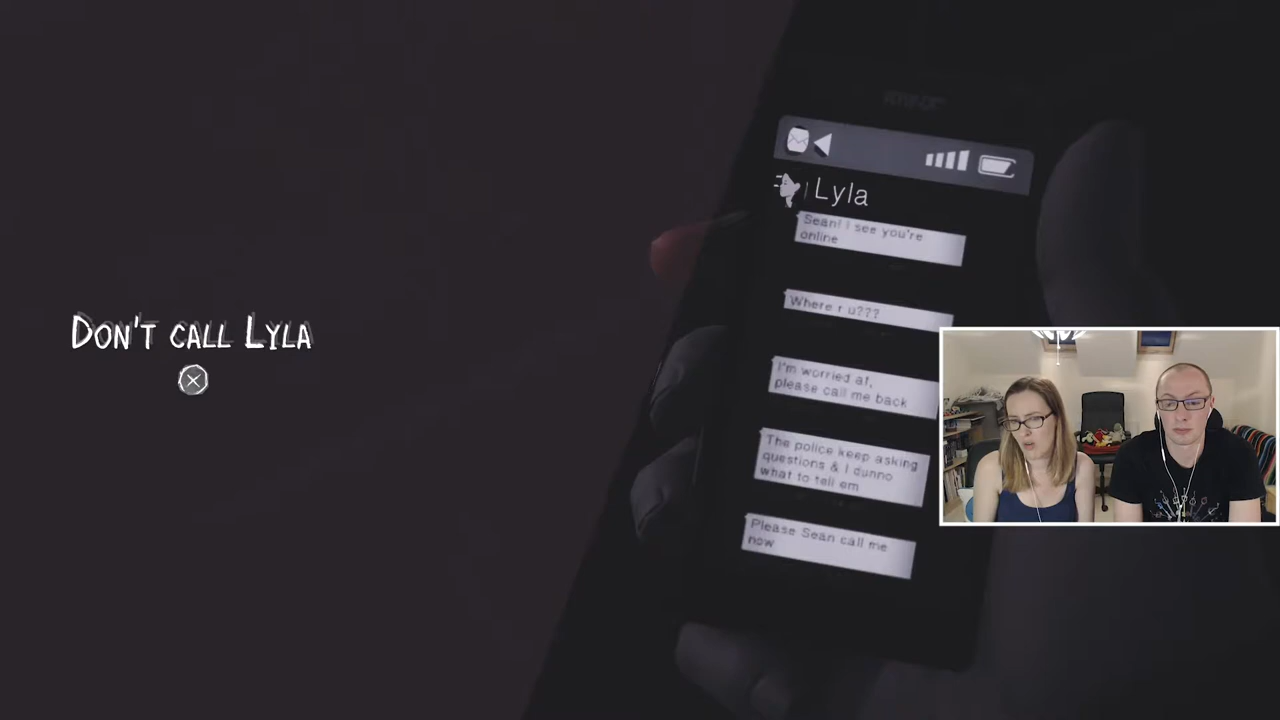 Lyla
Sean! I see you're
online
Where r u???
I'm worried af,
please call me back
The police keep asking
questions & I dunno
what to tell em
Please Sean call me
now
DON'T CALL LYLA